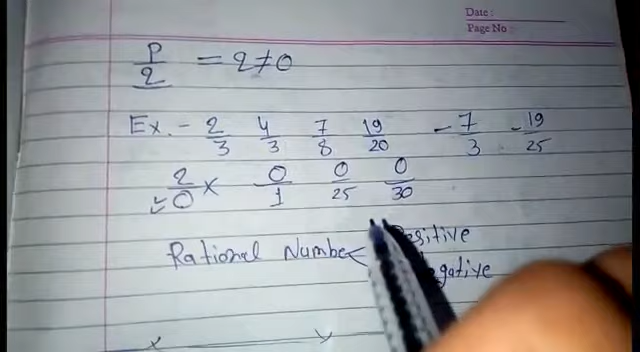 Date :
Page No :
p/q = q≠0
Ex. - 2/3 4/3 7/8 19/20 - 7/3 - 19/25
2/0 × 0/1 0/25 0/30
Rational Number < Positive